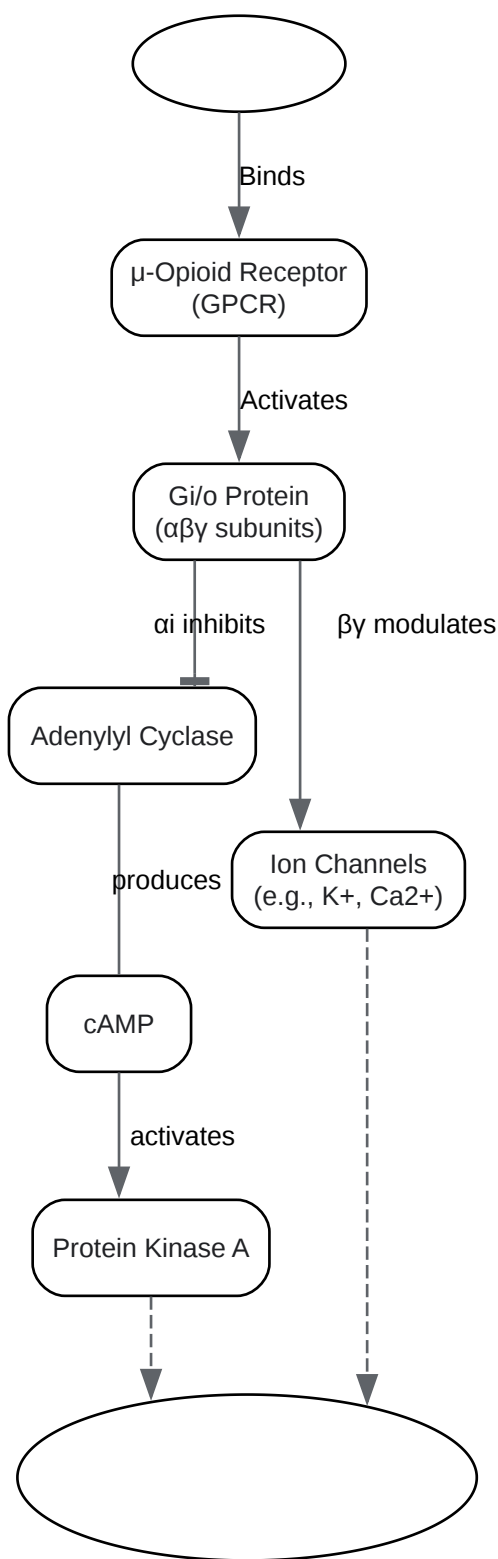 Binds
μ-Opioid Receptor
(GPCR)
Activates
Gi/o Protein
(αβγ subunits)
αi inhibits
βγ modulates
Adenylyl Cyclase
produces
Ion Channels
(e.g., K+, Ca2+)
cAMP
activates
Protein Kinase A